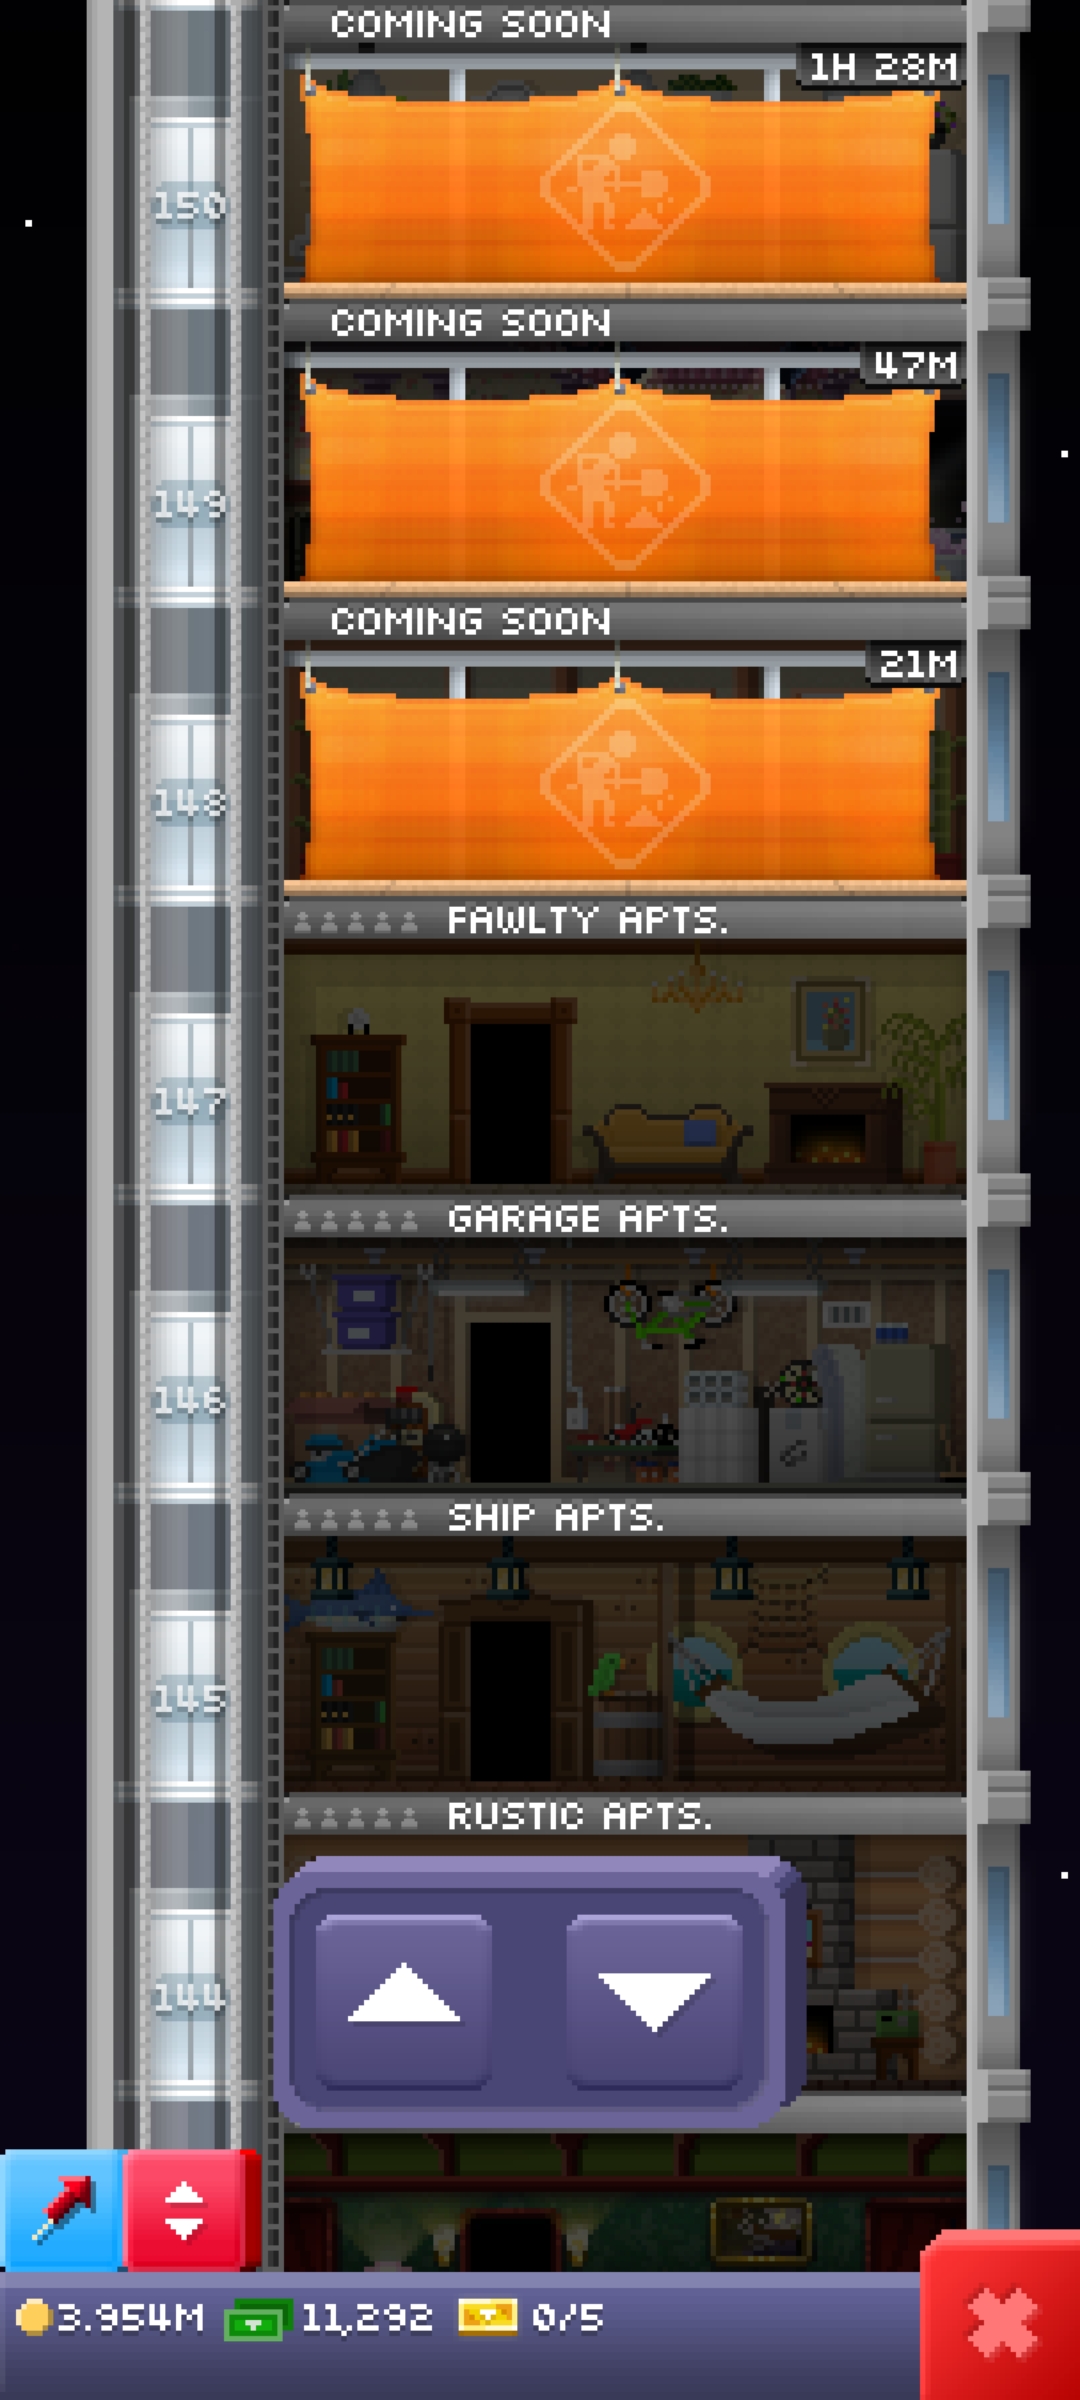 COMING SOON
1H 28M
150
COMING SOON
47M
149
COMING SOON
21M
148
FAWLTY APTS.
147
GARAGE APTS.
146
SHIP APTS.
145
RUSTIC APTS.
144
3.954M 11,292 0/5